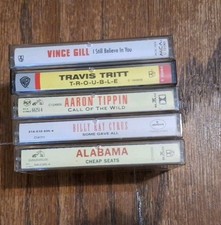 VINCE GILL I Still Believe In You
TRAVIS TRITT
T-R-O-U-B-L-E
AARON TIPPIN
CALL OF THE WILD
BILLY RAY CYRUS
SOME GAVE ALL
ALABAMA
CHEAP SEATS